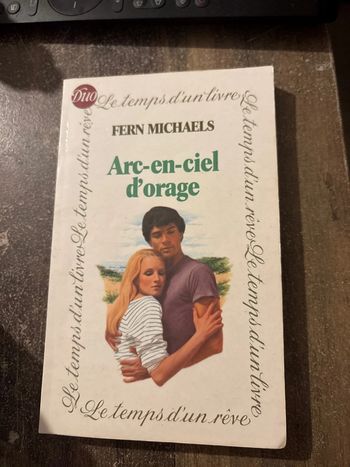 Duo
Le temps d'un livre
FERN MICHAELS
Arc-en-ciel
d'orage
Le temps d'un livre Le temps d'un rêve
Le temps d'un rêve Le temps d'un livre
Le temps d'un rêve